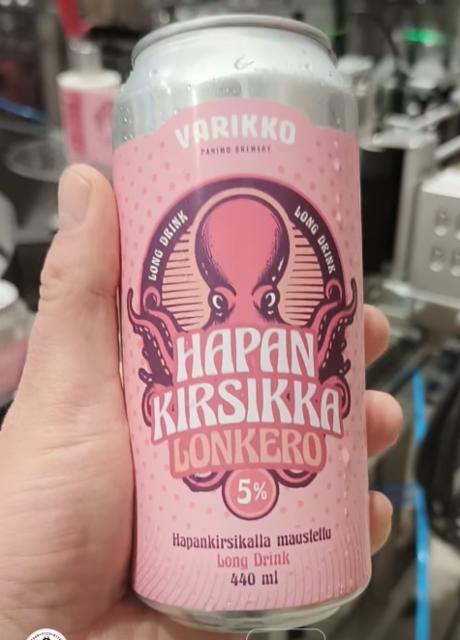 VARIKKO
PANIMO BREWERY
LONG DRINK
LONG DRINK
HAPAN
KIRSIKKA
LONKERO
5%
Hapankirsikalla maustettu
Long Drink
440 ml